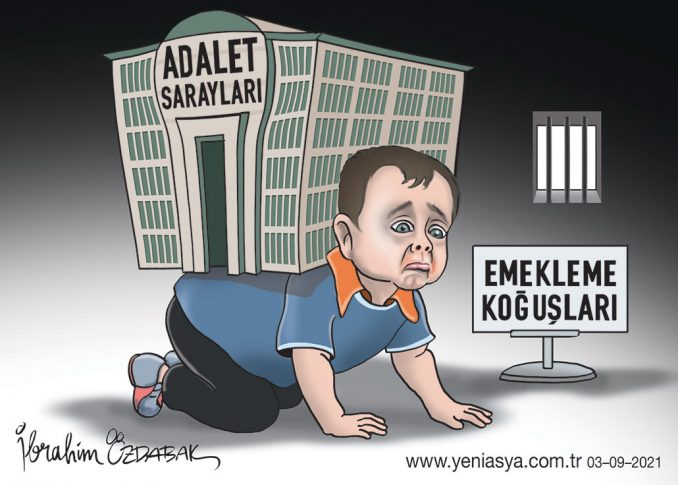 ADALET
SARAYLARI
EMEKLEME
KOĞUŞLARI
İbrahim ÖZDABAK
www.yeniasya.com.tr 03-09-2021